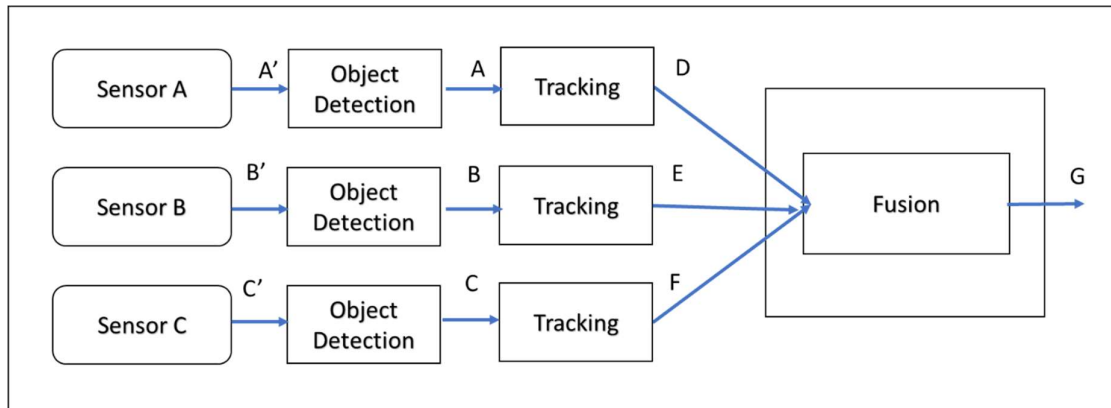 Sensor A
A’
Object
Detection
A
Tracking
D
Sensor B
B’
Object
Detection
B
Tracking
E
Sensor C
C’
Object
Detection
C
Tracking
F
Fusion
G